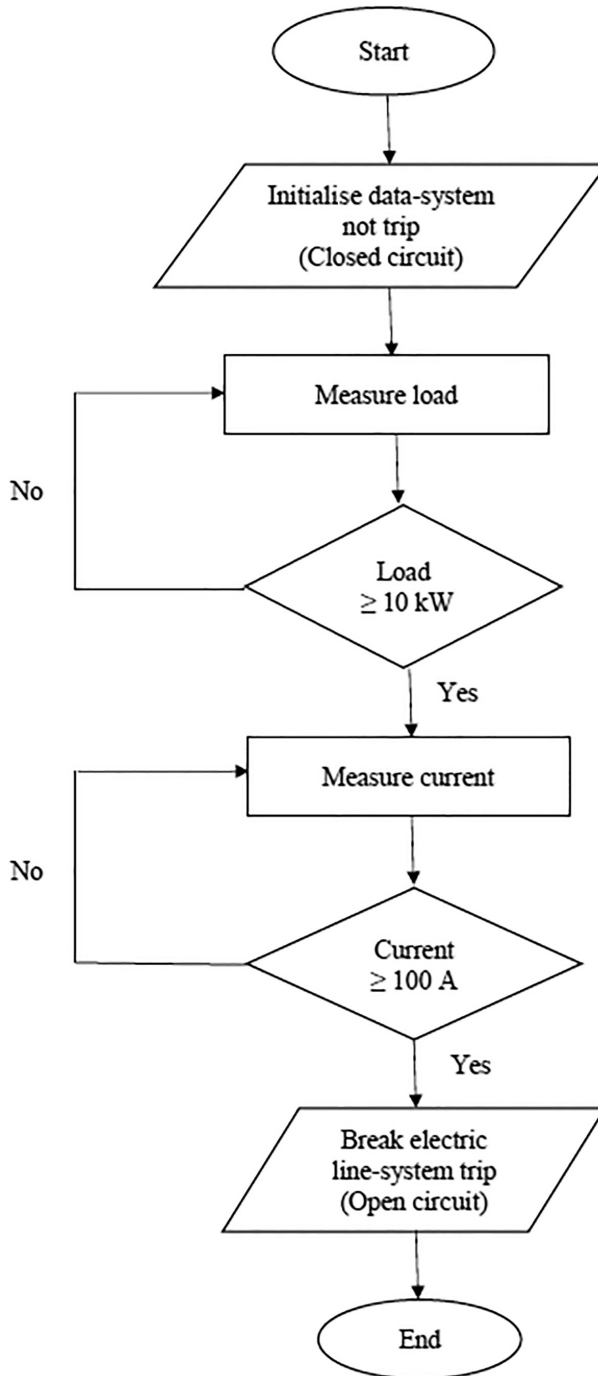 Start
Initialise data-system
not trip
(Closed circuit)
Measure load
No
Load
≥ 10 kW
Yes
Measure current
No
Current
≥ 100 A
Yes
Break electric
line-system trip
(Open circuit)
End